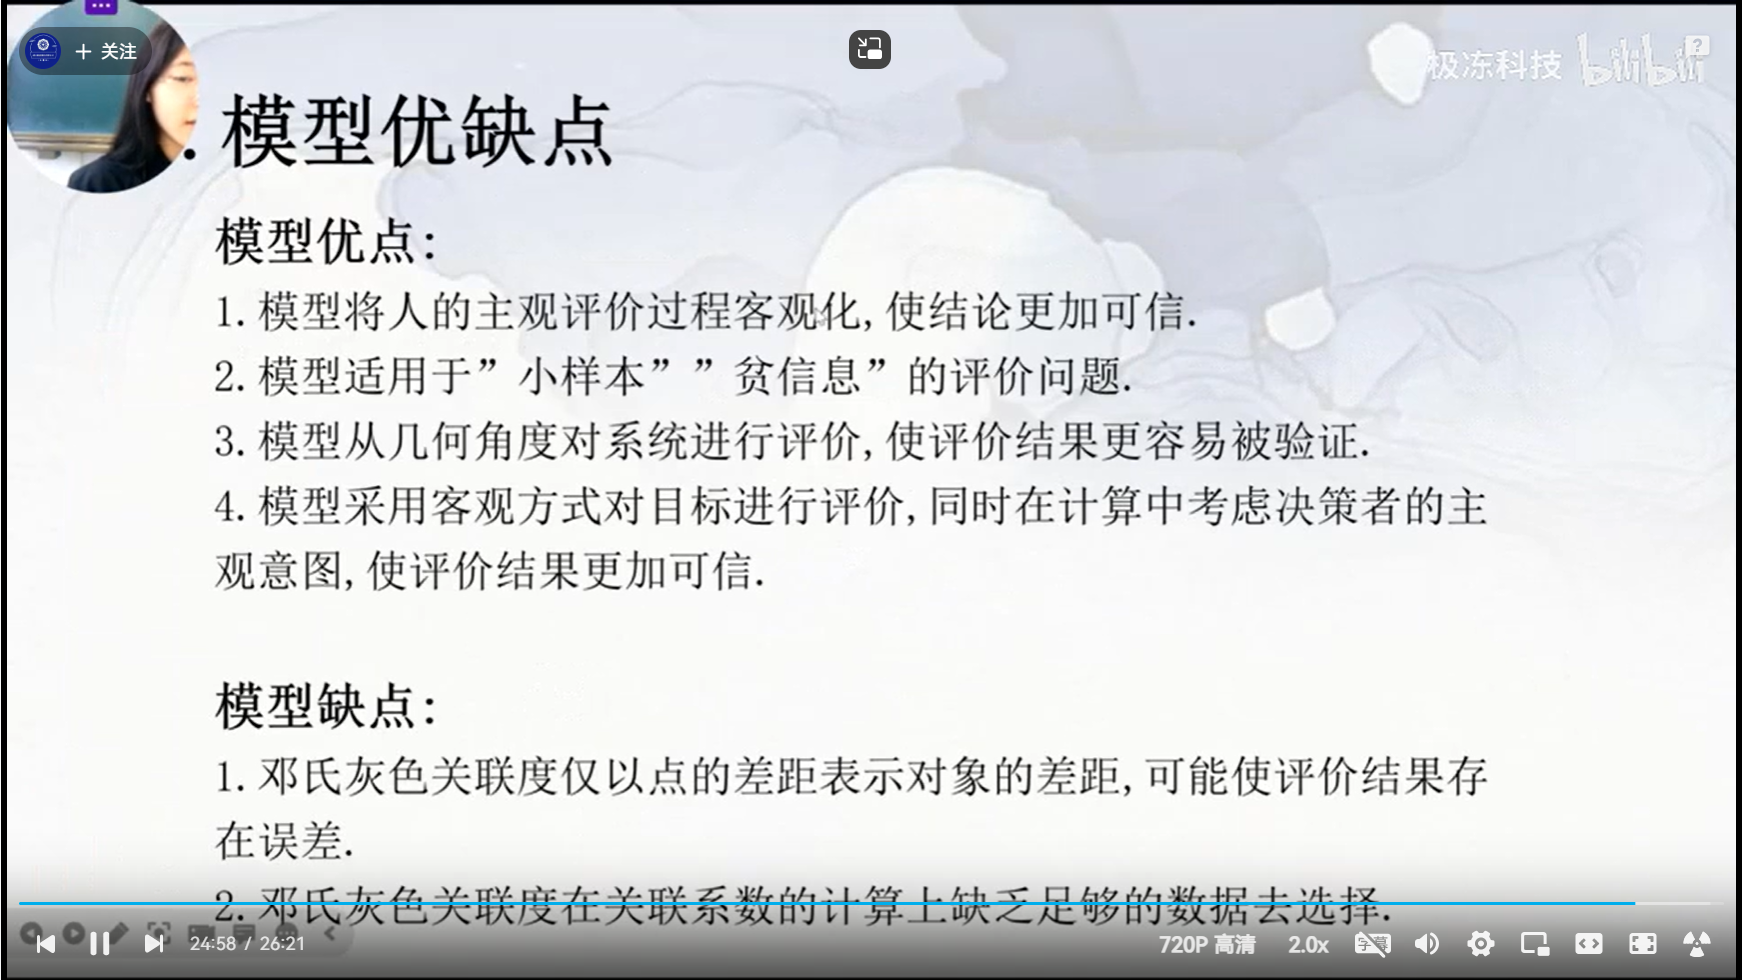 关注
极冻科技 bilibili
. 模型优缺点
模型优点:
1. 模型将人的主观评价过程客观化, 使结论更加可信.
2. 模型适用于”小样本””贫信息”的评价问题.
3. 模型从几何角度对系统进行评价, 使评价结果更容易被验证.
4. 模型采用客观方式对目标进行评价, 同时在计算中考虑决策者的主
观意图, 使评价结果更加可信.
模型缺点:
1. 邓氏灰色关联度仅以点的差距表示对象的差距, 可能使评价结果存
在误差.
2. 邓氏灰色关联度在关联系数的计算上缺乏足够的数据去选择.
24:58 / 26:21
720P 高清 2.0x 字幕